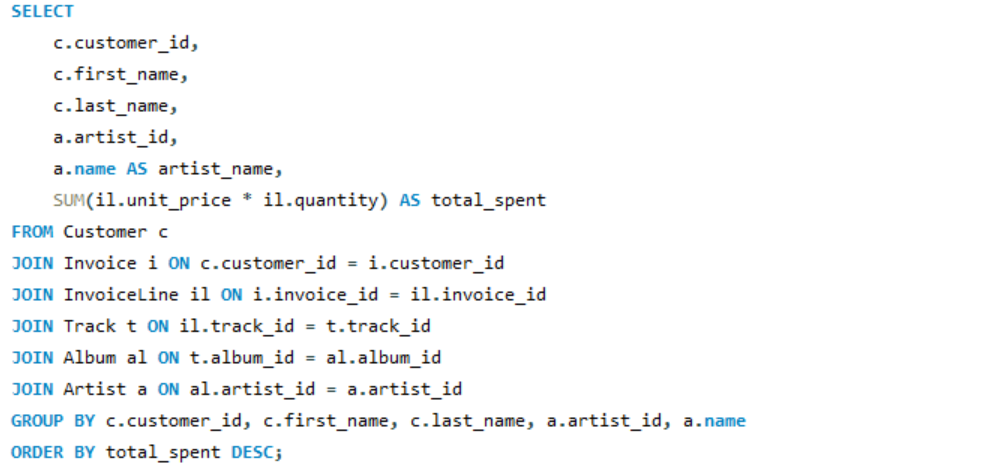 SELECT
    c.customer_id,
    c.first_name,
    c.last_name,
    a.artist_id,
    a.name AS artist_name,
    SUM(il.unit_price * il.quantity) AS total_spent
FROM Customer c
JOIN Invoice i ON c.customer_id = i.customer_id
JOIN InvoiceLine il ON i.invoice_id = il.invoice_id
JOIN Track t ON il.track_id = t.track_id
JOIN Album al ON t.album_id = al.album_id
JOIN Artist a ON al.artist_id = a.artist_id
GROUP BY c.customer_id, c.first_name, c.last_name, a.artist_id, a.name
ORDER BY total_spent DESC;